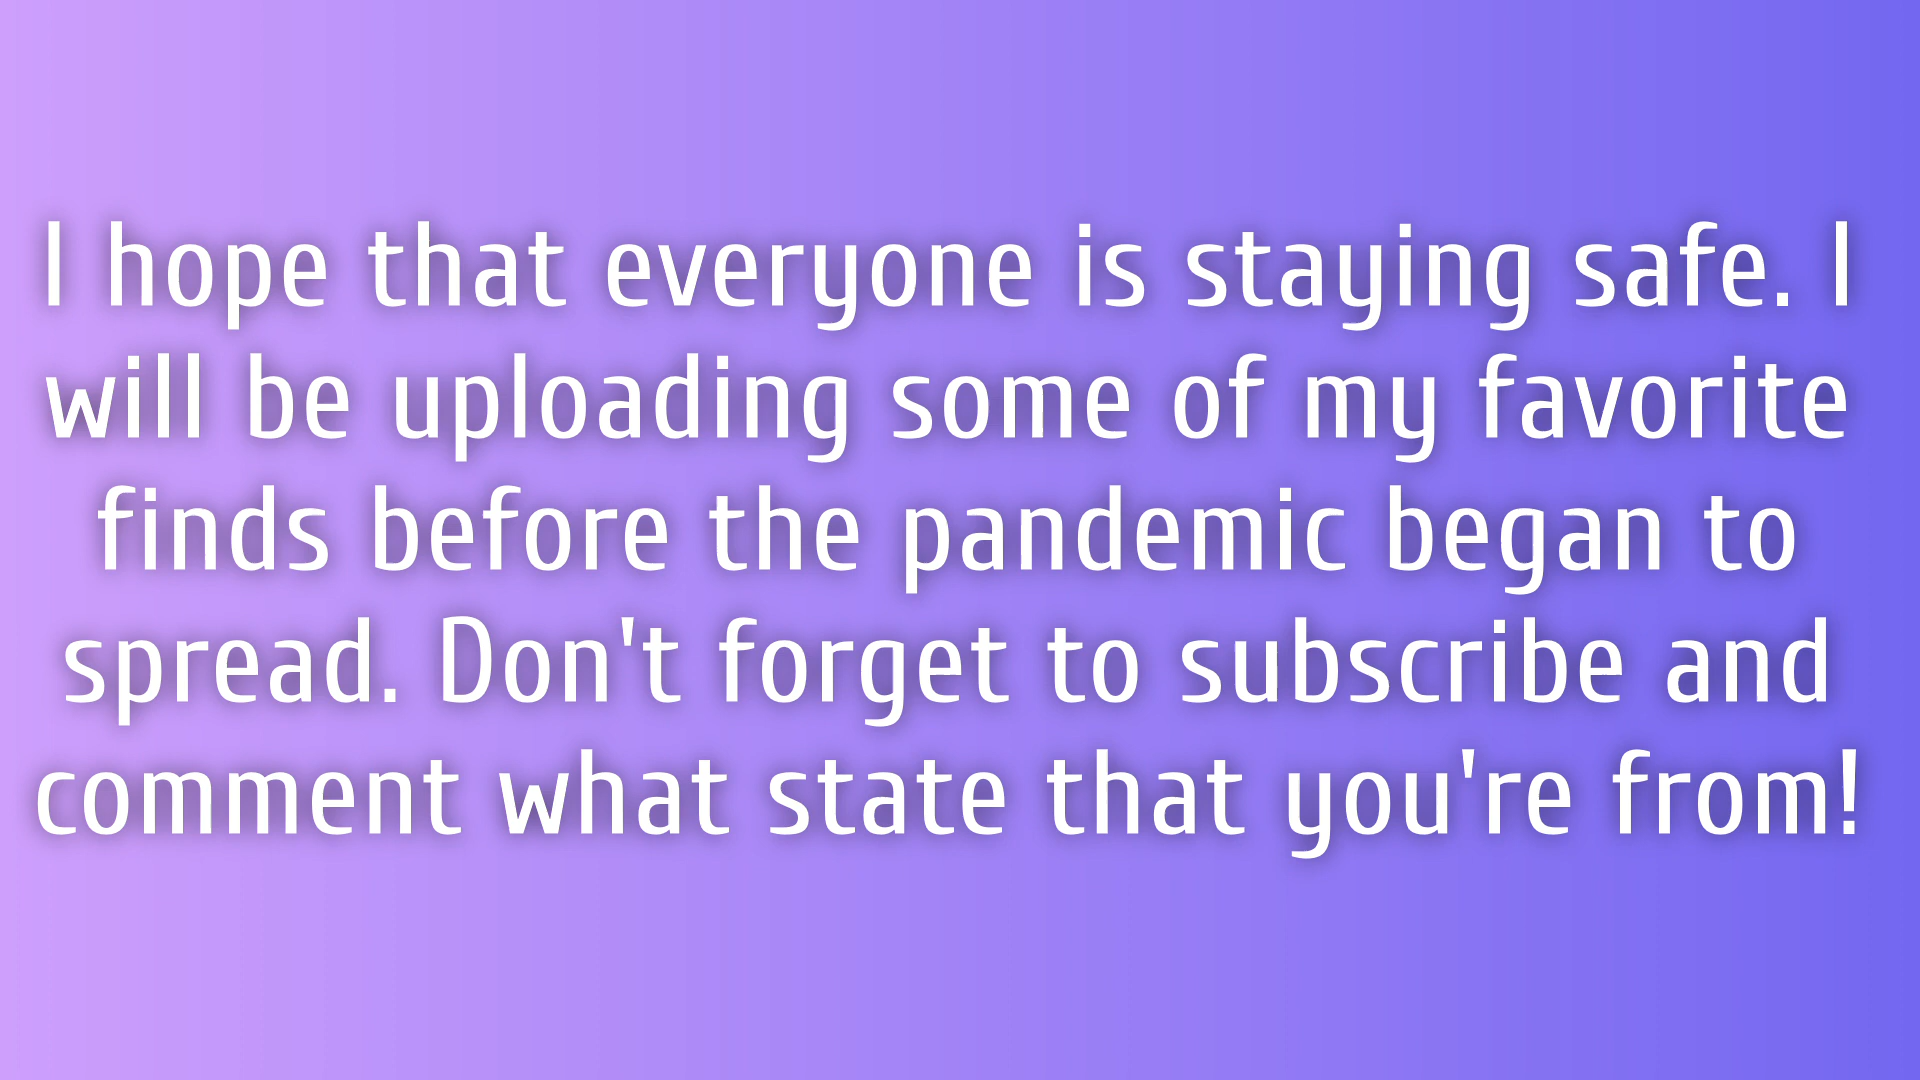 I hope that everyone is staying safe. I
will be uploading some of my favorite
finds before the pandemic began to
spread. Don't forget to subscribe and
comment what state that you're from!